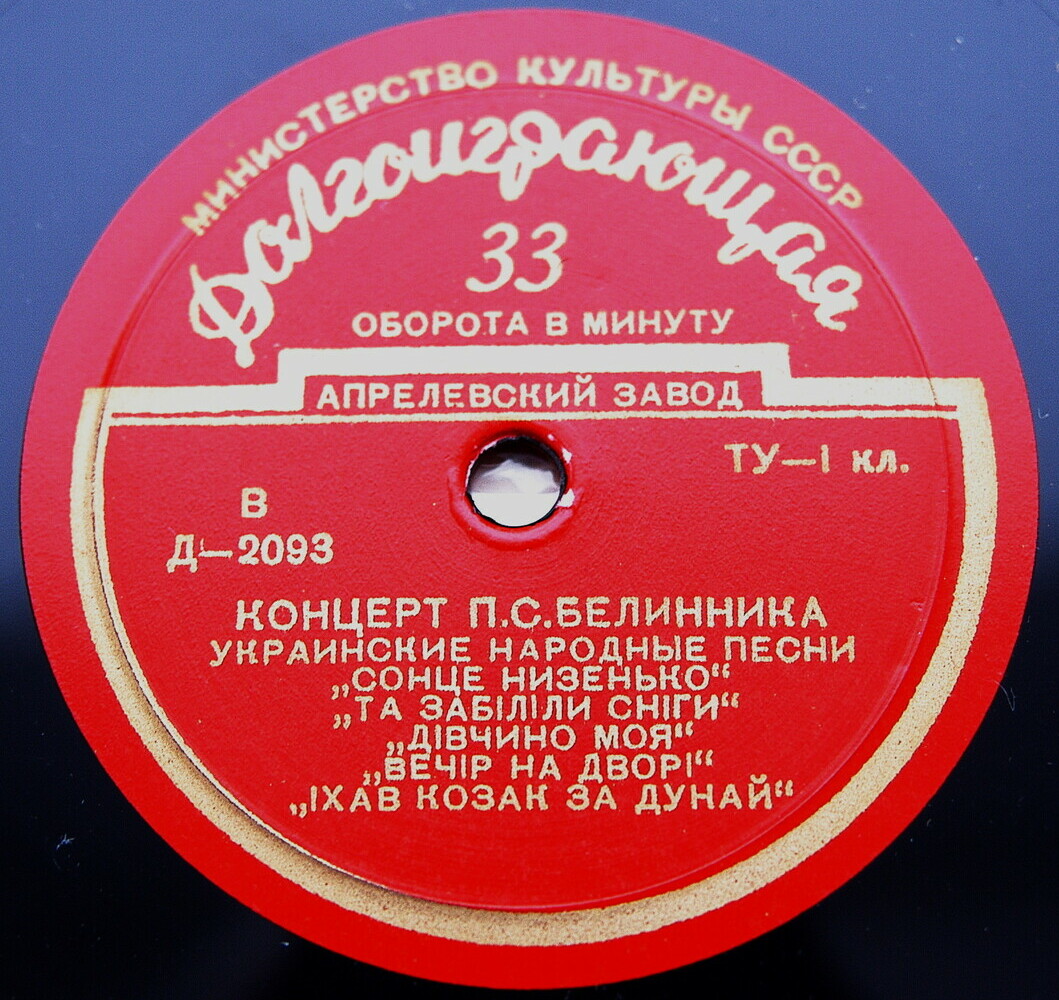 МИНИСТЕРСТВО КУЛЬТУРЫ СССР
Долгоиграющая
33
ОБОРОТА В МИНУТУ
АПРЕЛЕВСКИЙ ЗАВОД
ТУ—I кл.
В
Д—2093
КОНЦЕРТ П.С.БЕЛИННИКА
УКРАИНСКИЕ НАРОДНЫЕ ПЕСНИ
„СОНЦЕ НИЗЕНЬКО“
„ТА ЗАБІЛІЛИ СНІГИ“
„ДІВЧИНО МОЯ“
„ВЕЧІР НА ДВОРІ“
„ІХАВ КОЗАК ЗА ДУНАЙ“